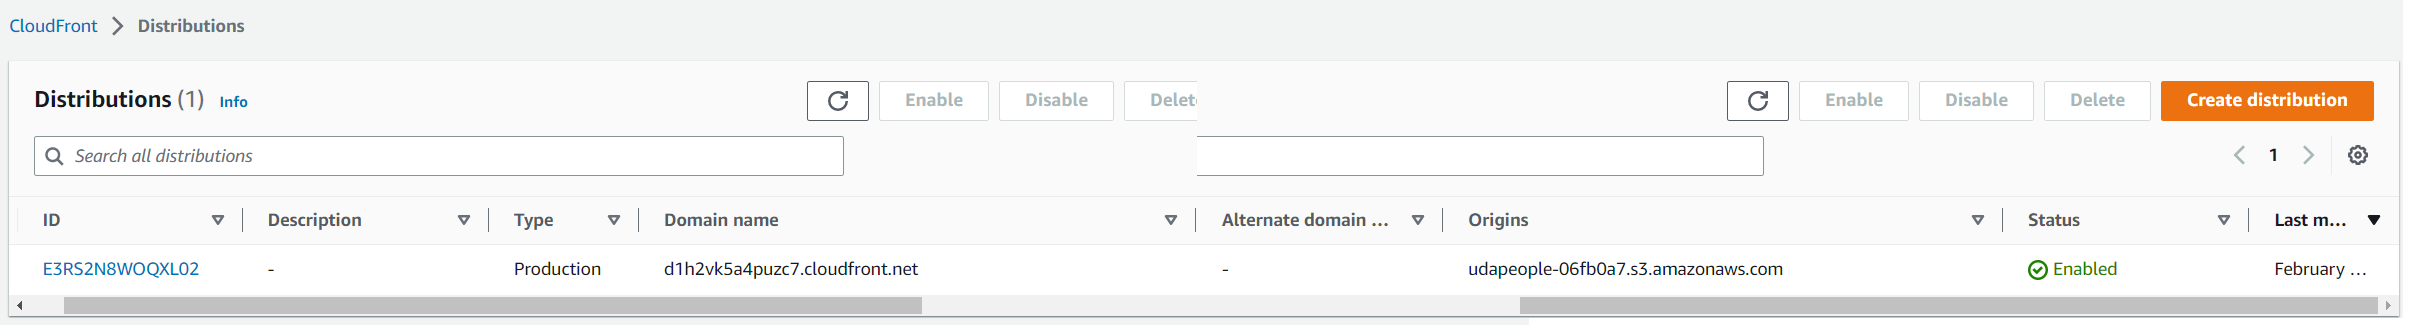 CloudFront > Distributions
Distributions (1) Info Enable Disable Delet Enable Disable Delete Create distribution
Search all distributions 1
ID Description Type Domain name Alternate domain ... Origins Status Last m...
E3RS2N8WOQXL02 - Production d1h2vk5a4puzc7.cloudfront.net - udapeople-06fb0a7.s3.amazonaws.com Enabled February ...